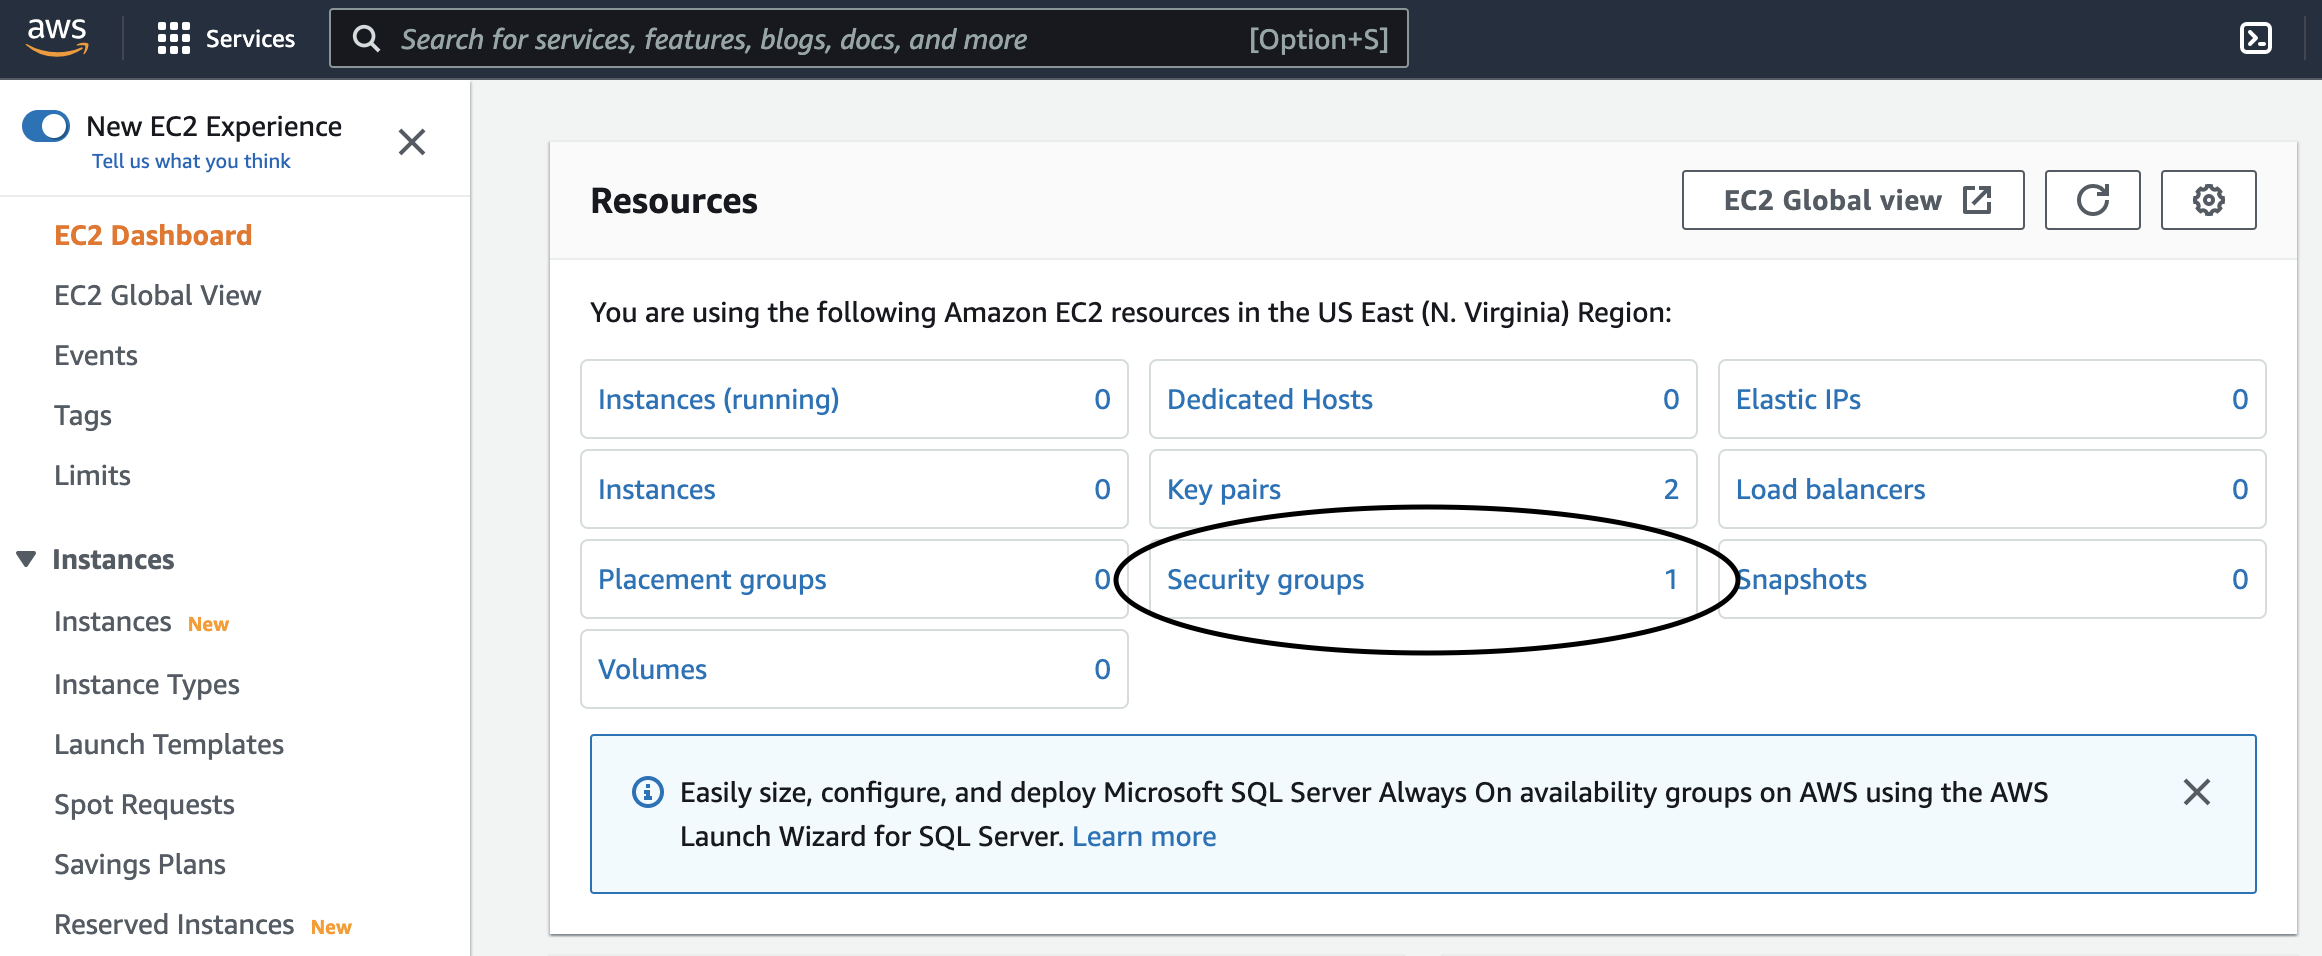 aws
Services
Search for services, features, blogs, docs, and more [Option+S]
New EC2 Experience
Tell us what you think
EC2 Dashboard
EC2 Global View
Events
Tags
Limits
Instances
Instances New
Instance Types
Launch Templates
Spot Requests
Savings Plans
Reserved Instances New
Resources
EC2 Global view
You are using the following Amazon EC2 resources in the US East (N. Virginia) Region:
Instances (running) 0
Dedicated Hosts 0
Elastic IPs 0
Instances 0
Key pairs 2
Load balancers 0
Placement groups 0
Security groups 1
Snapshots 0
Volumes 0
Easily size, configure, and deploy Microsoft SQL Server Always On availability groups on AWS using the AWS
Launch Wizard for SQL Server. Learn more